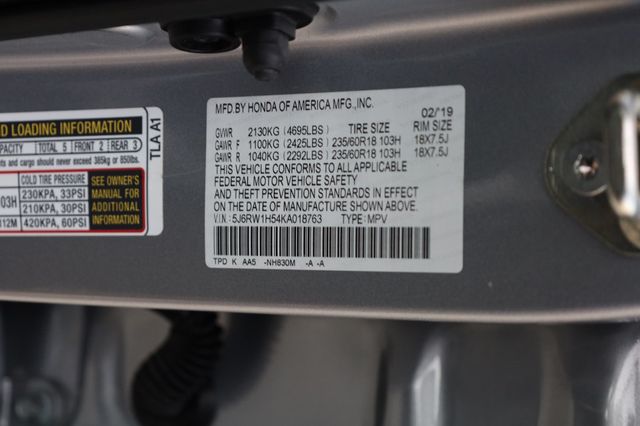 D LOADING INFORMATION
PACITY TOTAL 5 FRONT 2 REAR 3
nts and cargo should never exceed 385kg or 850lbs.
COLD TIRE PRESSURE
03H 230KPA, 33PSI
210KPA, 30PSI
12M 420KPA, 60PSI
SEE OWNER'S
MANUAL FOR
ADDITIONAL
INFORMATION
TLA A1
MFD.BY HONDA OF AMERICA MFG.,INC.
02/'19
GVWR 2130KG (4695LBS) TIRE SIZE RIM SIZE
GAWR F 1100KG (2425LBS) 235/60R18 103H 18X7.5J
GAWR R 1040KG (2292LBS) 235/60R18 103H 18X7.5J
THIS VEHICLE CONFORMS TO ALL APPLICABLE
FEDERAL MOTOR VEHICLE SAFETY
AND THEFT PREVENTION STANDARDS IN EFFECT
ON THE DATE OF MANUFACTURE SHOWN ABOVE.
V.I.N.: 5J6RW1H54KA018763 TYPE: MPV
TPD K AA5 -NH830M -A -A